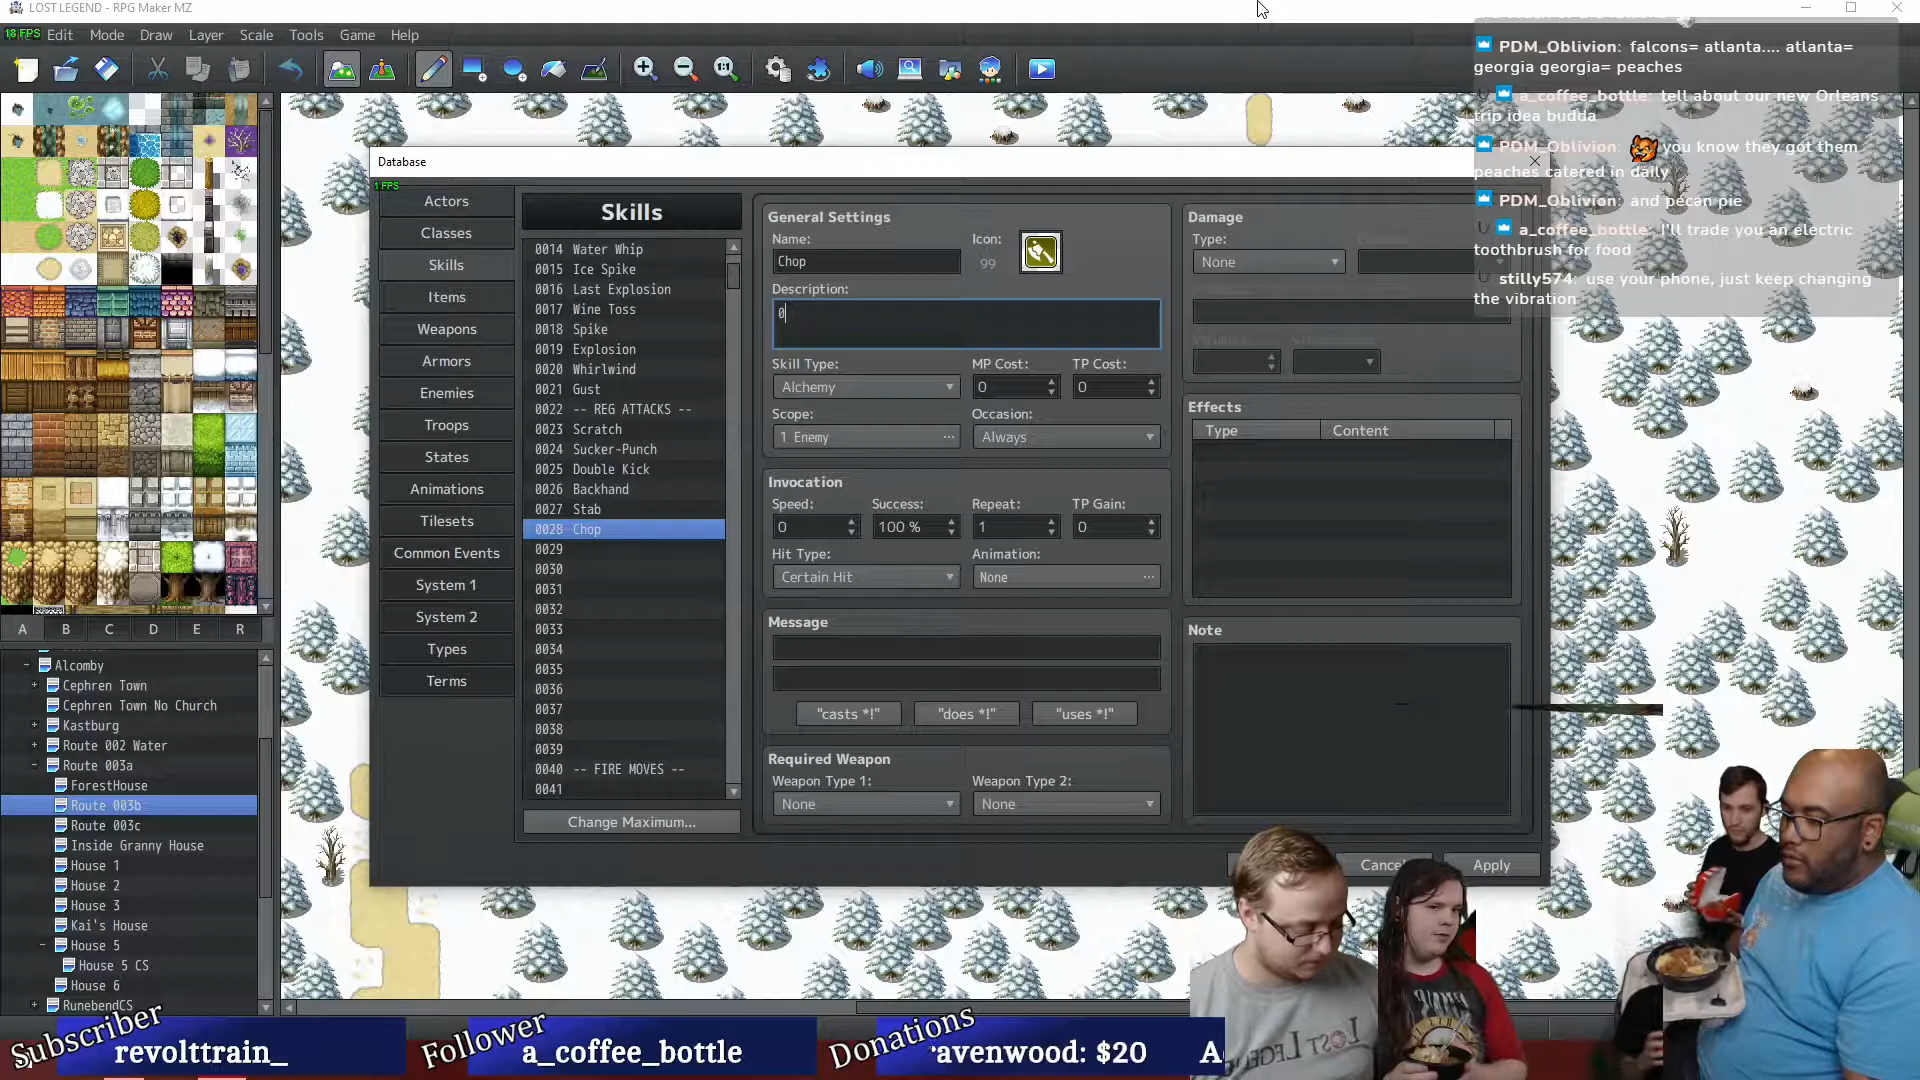 LOST LEGEND - RPG Maker MZ
18 FPS
Edit
Mode
Draw
Layer
Scale
Tools
Game
Help
1:1
PDM_Oblivion: falcons= atlanta.... atlanta=
georgia georgia= peaches
a_coffee_bottle: tell about our new Orleans
trip idea budda
PDM_Oblivion: you know they got them
peaches catered in daily
PDM_Oblivion: and pecan pie
a_coffee_bottle: I'll trade you an electric
toothbrush for food
stilly574: use your phone, just keep changing
the vibration
Database
1 FPS
Actors
Classes
Skills
Items
Weapons
Armors
Enemies
Troops
States
Animations
Tilesets
Common Events
System 1
System 2
Types
Terms
Skills
0014 Water Whip
0015 Ice Spike
0016 Last Explosion
0017 Wine Toss
0018 Spike
0019 Explosion
0020 Whirlwind
0021 Gust
0022 -- REG ATTACKS --
0023 Scratch
0024 Sucker-Punch
0025 Double Kick
0026 Backhand
0027 Stab
0028 Chop
0029
0030
0031
0032
0033
0034
0035
0036
0037
0038
0039
0040 -- FIRE MOVES --
0041
Change Maximum...
General Settings
Name:
Icon:
Chop
99
Description:
0
Skill Type:
MP Cost:
TP Cost:
Alchemy
0
0
Scope:
Occasion:
1 Enemy
Always
Invocation
Speed:
Success:
Repeat:
TP Gain:
0
100 %
1
0
Hit Type:
Animation:
Certain Hit
None
Message
"casts *!"
"does *!"
"uses *!"
Required Weapon
Weapon Type 1:
Weapon Type 2:
None
None
Damage
Type:
None
Effects
Type
Content
Note
Cancel
Apply
A
B
C
D
E
R
Alcomby
Cephren Town
Cephren Town No Church
Kastburg
Route 002 Water
Route 003a
ForestHouse
Route 003b
Route 003c
Inside Granny House
House 1
House 2
House 3
Kai's House
House 5
House 5 CS
House 6
RunebendCS
Subscriber
revolttrain_
Follower
a_coffee_bottle
Donations
ravenwood: $20
LOST LEGEND